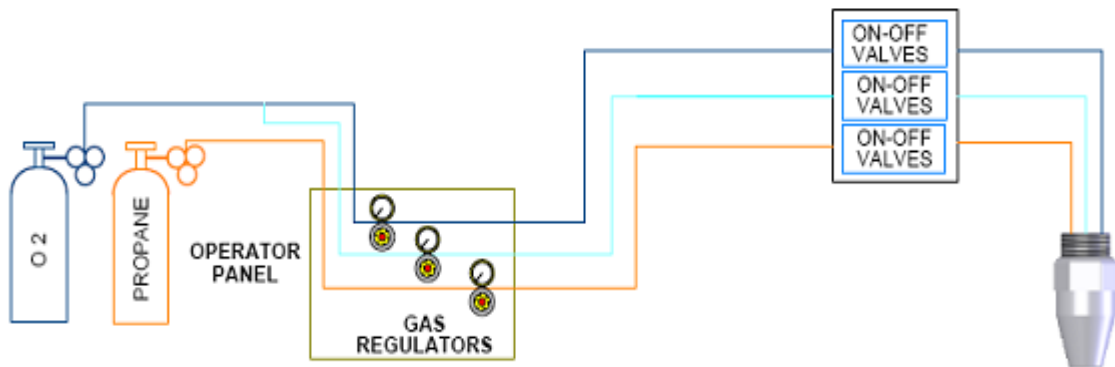 ON-OFF
VALVES
ON-OFF
VALVES
ON-OFF
VALVES
O 2
PROPANE
OPERATOR
PANEL
GAS
REGULATORS